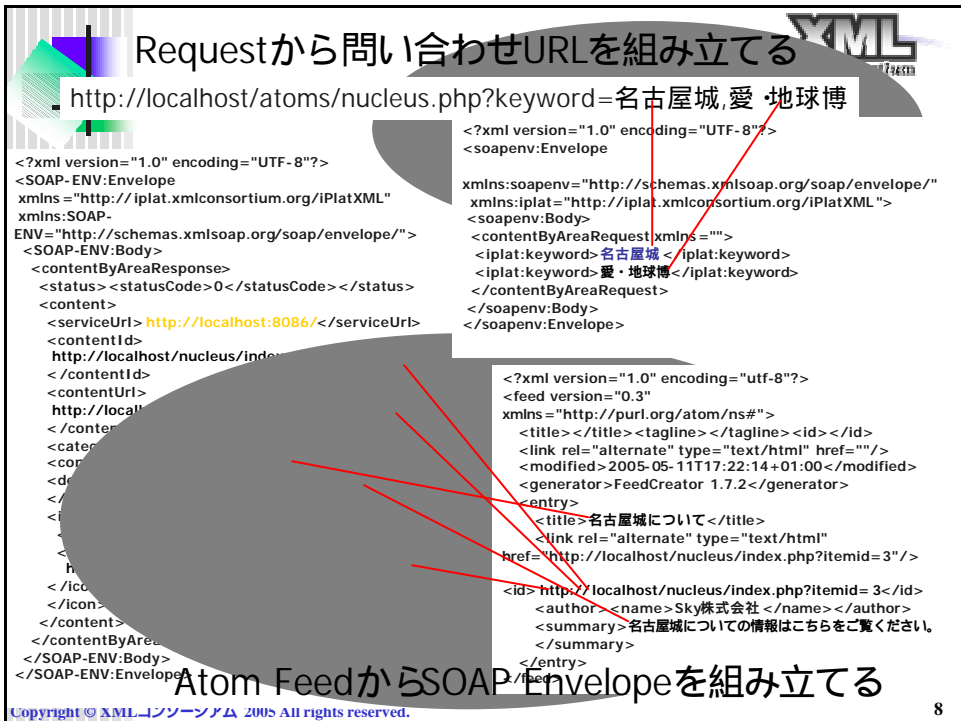 Requestから問い合わせURLを組み立てる
XML
http://localhost/atoms/nucleus.php?keyword=名古屋城,愛・地球博
<?xml version="1.0" encoding="UTF-8"?>
<soapenv:Envelope
xmlns:soapenv="http://schemas.xmlsoap.org/soap/envelope/"
xmlns:iplat="http://iplat.xmlconsortium.org/iPlatXML">
<soapenv:Body>
<contentByAreaRequest xmlns="">
<iplat:keyword>名古屋城</iplat:keyword>
<iplat:keyword>愛・地球博</iplat:keyword>
</contentByAreaRequest>
</soapenv:Body>
</soapenv:Envelope>
<?xml version="1.0" encoding="UTF-8"?>
<SOAP-ENV:Envelope
xmlns="http://iplat.xmlconsortium.org/iPlatXML"
xmlns:SOAP-
ENV="http://schemas.xmlsoap.org/soap/envelope/">
<SOAP-ENV:Body>
<contentByAreaResponse>
<status><statusCode>0</statusCode></status>
<content>
<serviceUrl>http://localhost:8086/</serviceUrl>
<contentId>
http://localhost/nucleus/inde
</contentId>
<contentUrl>
http://local
</conte
<cate
<co
<d
</
<i
<
<
h
</ico
</icon>
</content>
</contentByAre
</SOAP-ENV:Body>
</SOAP-ENV:Envelope>
<?xml version="1.0" encoding="utf-8"?>
<feed version="0.3"
xmlns="http://purl.org/atom/ns#">
<title></title><tagline></tagline><id></id>
<link rel="alternate" type="text/html" href=""/>
<modified>2005-05-11T17:22:14+01:00</modified>
<generator>FeedCreator 1.7.2</generator>
<entry>
<title>名古屋城について</title>
<link rel="alternate" type="text/html"
href="http://localhost/nucleus/index.php?itemid=3"/>
<id>http://localhost/nucleus/index.php?itemid=3</id>
<author><name>Sky株式会社</name></author>
<summary>名古屋城についての情報はこちらをご覧ください。
</summary>
</entry>
</feed>
Atom FeedからSOAP Envelopeを組み立てる
Copyright © XMLコンソーシアム 2005 All rights reserved.
8